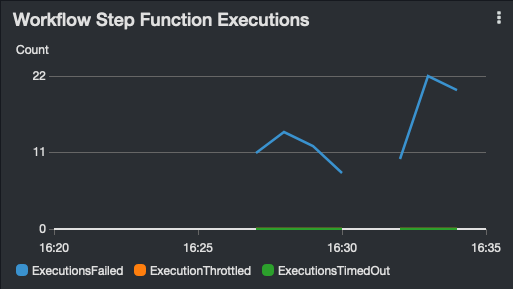 Workflow Step Function Executions
Count
22
11
0
16:20 16:25 16:30 16:35
ExecutionsFailed ExecutionThrottled ExecutionsTimedOut